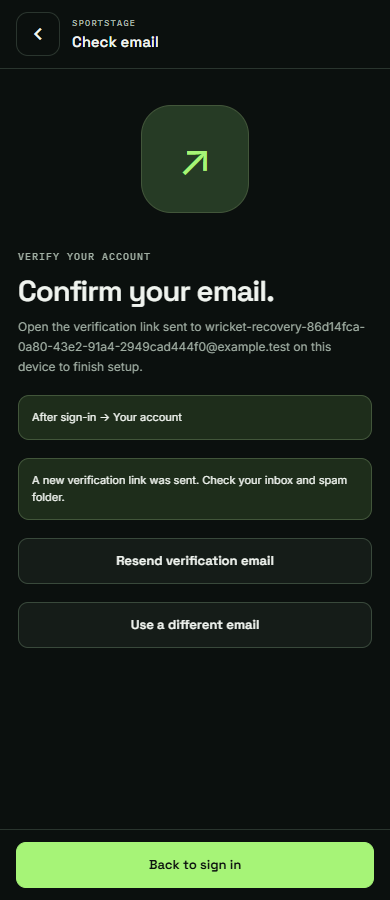 SPORTSTAGE
Check email
VERIFY YOUR ACCOUNT
Confirm your email.
Open the verification link sent to wricket-recovery-86d14fca-
0a80-43e2-91a4-2949cad444f0@example.test on this
device to finish setup.
After sign-in → Your account
A new verification link was sent. Check your inbox and spam
folder.
Resend verification email
Use a different email
Back to sign in